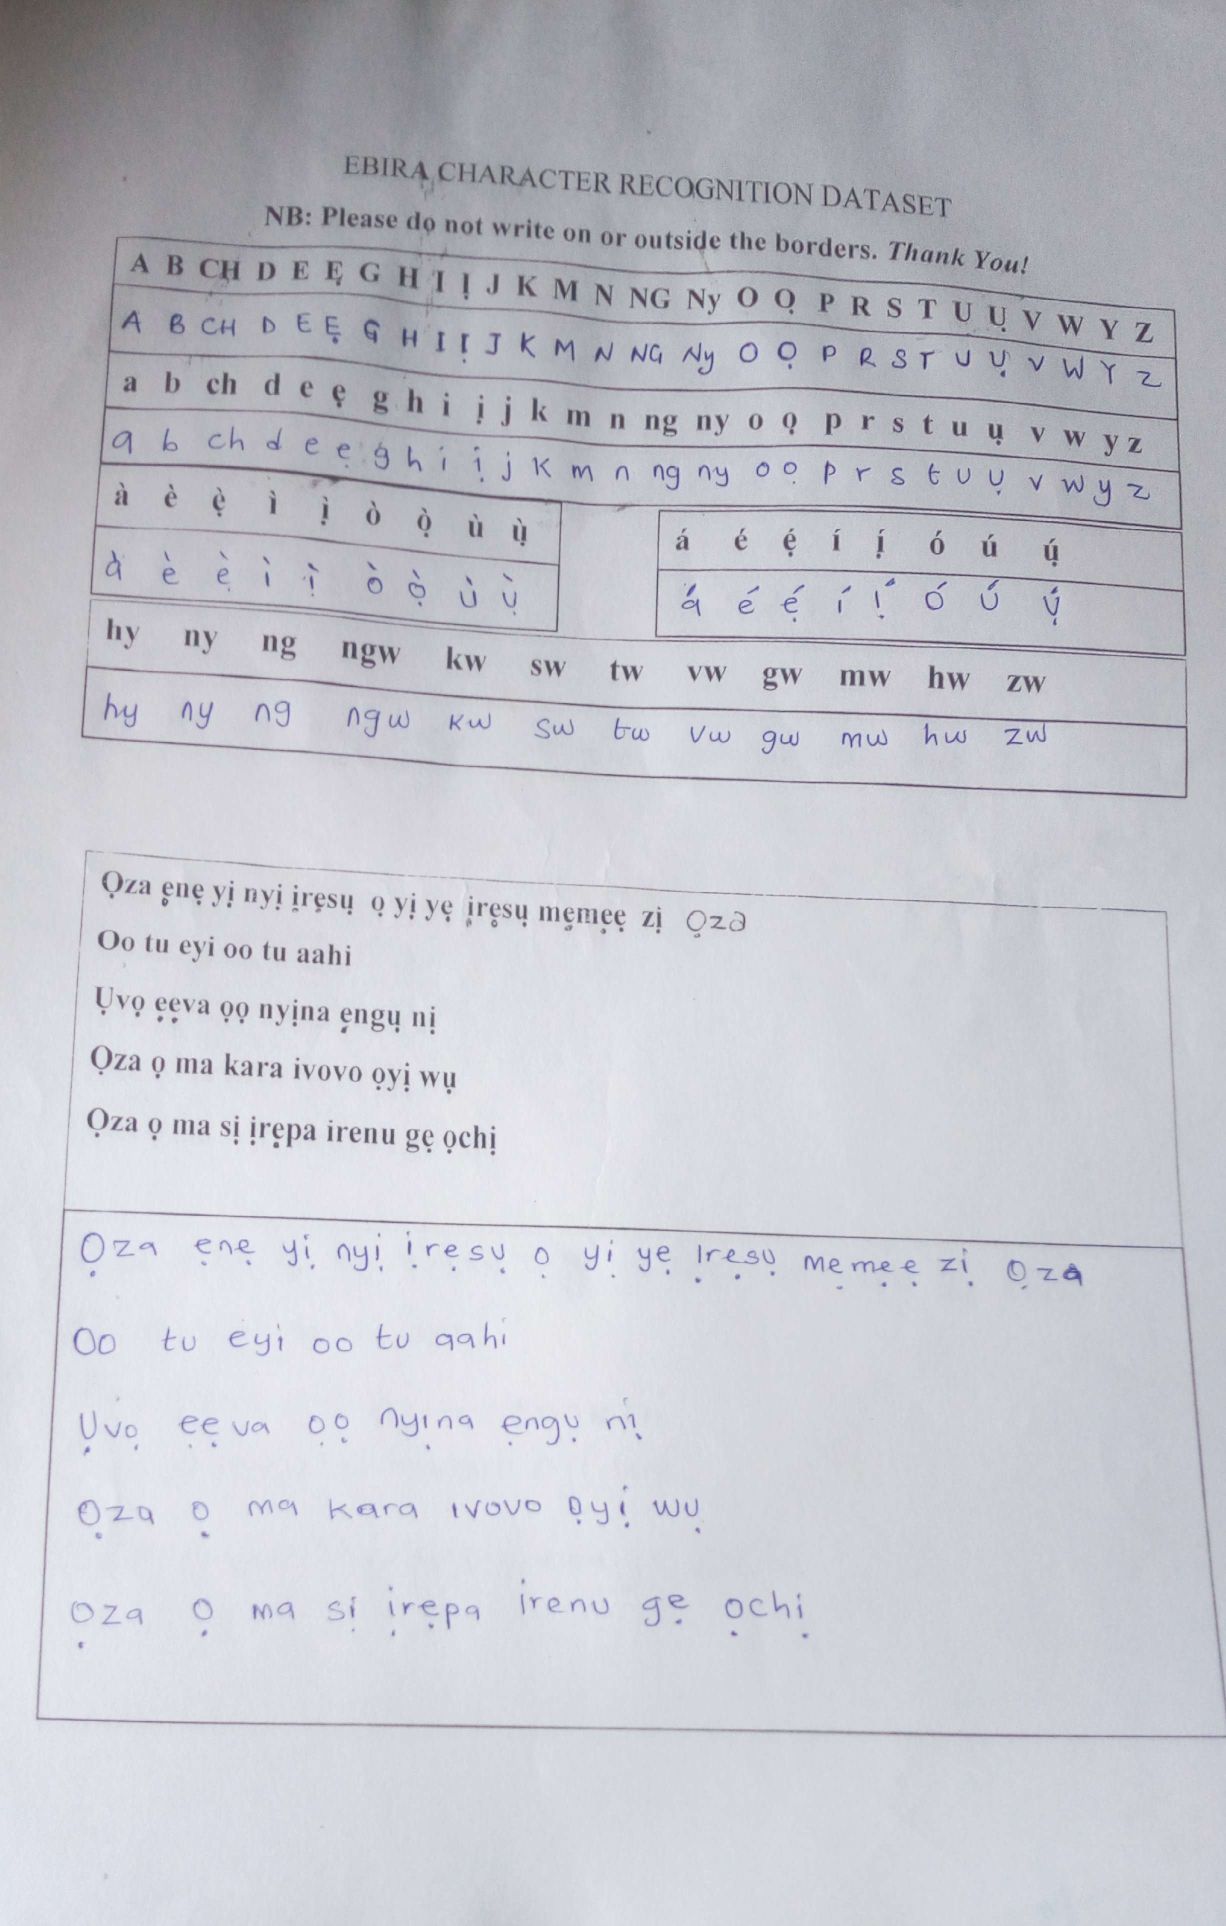 EBIRA CHARACTER RECOGNITION DATASET
NB: Please do not write on or outside the borders. Thank You!
A B CH D E Ẹ G H I Ị J K M N NG Ny O Ọ P R S T U Ụ V W Y Z
A B CH D E Ẹ G H I Ị J K M N NG Ny O Ọ P R S T U Ụ V W Y Z
a b ch d e ẹ g h i ị j k m n ng ny o ọ p r s t u ụ v w y z
a b ch d e ẹ g h i ị j k m n ng ny o ọ p r s t u ụ v w y z
à è ẹ̀ ì ị̀ ò ọ̀ ù ụ̀
à è ẹ̀ ì ị̀ ò ọ̀ ù ụ̀
á é ẹ́ í ị́ ó ú ụ́
á é ẹ́ í ị́ ó ú ụ́
hy ny ng ngw kw sw tw vw gw mw hw zw
hy ny ng ngw kw sw tw vw gw mw hw zw
Ọza ẹnẹ yị nyị ịrẹsụ ọ yị yẹ ịrẹsụ mẹmẹẹ zị Ọza
Oo tu eyi oo tu aahi
Ụvọ ẹẹva ọọ nyịna ẹngụ nị
Ọza ọ ma kara ivovo ọyị wụ
Ọza ọ ma sị ịrẹpa irenu gẹ ọchị
Ọza ẹnẹ yị nyị ịrẹsụ ọ yị yẹ ịrẹsụ mẹmẹẹ zị Ọza
Oo tu eyi oo tu aahi
Ụvọ ẹẹva ọọ nyịna ẹngụ nị
Ọza ọ ma kara ivovo ọyị wụ
Ọza ọ ma sị ịrẹpa irenu gẹ ọchị